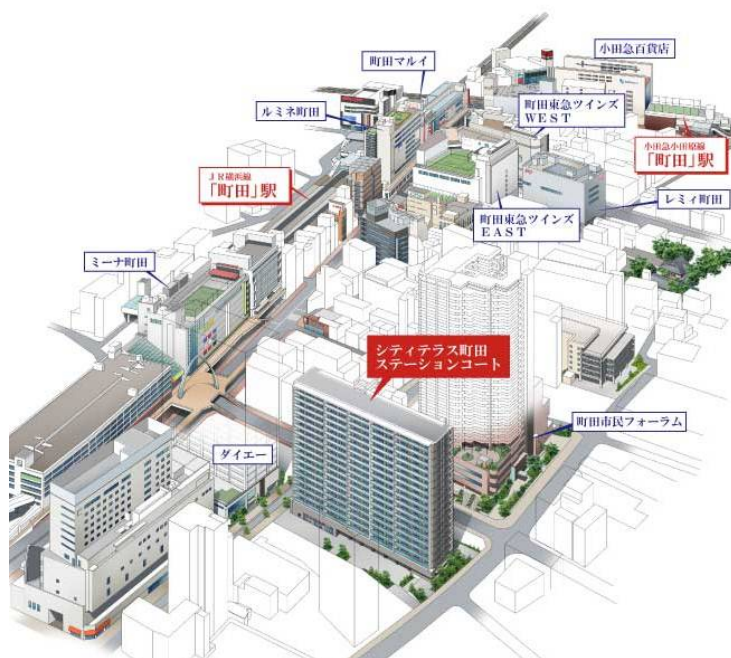 小田急百貨店
町田マルイ
ルミネ町田
町田東急ツインズ
WEST
小田急小田原線
「町田」駅
JR横浜線
「町田」駅
レミィ町田
町田東急ツインズ
EAST
ミーナ町田
シティテラス町田
ステーションコート
町田市民フォーラム
ダイエー